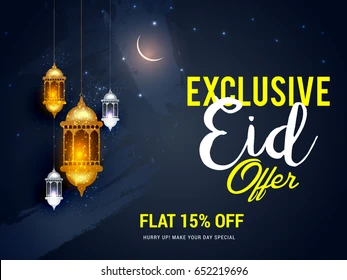 EXCLUSIVE
Eid
Offer
FLAT 15% OFF
HURRY UP! MAKE YOUR DAY SPECIAL
shutterstock.com · 652219696